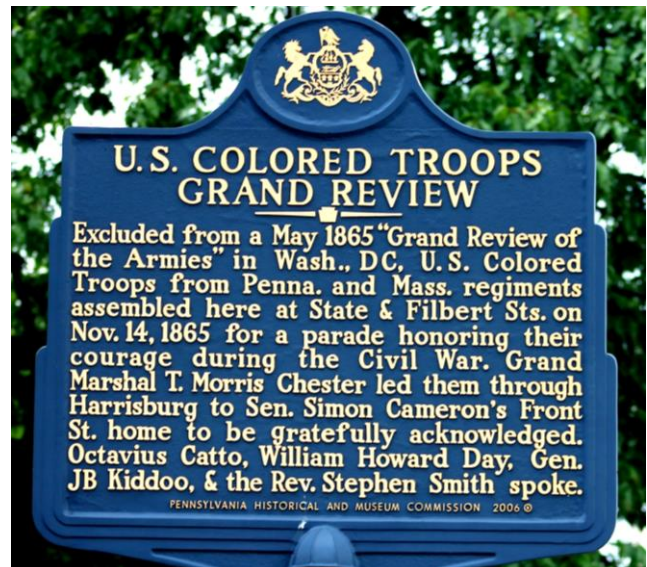 U.S. COLORED TROOPS
GRAND REVIEW
Excluded from a May 1865 “Grand Review of
the Armies” in Wash., DC, U.S. Colored
Troops from Penna. and Mass. regiments
assembled here at State & Filbert Sts. on
Nov. 14, 1865 for a parade honoring their
courage during the Civil War. Grand
Marshal T. Morris Chester led them through
Harrisburg to Sen. Simon Cameron's Front
St. home to be gratefully acknowledged.
Octavius Catto, William Howard Day, Gen.
JB Kiddoo, & the Rev. Stephen Smith spoke.
PENNSYLVANIA HISTORICAL AND MUSEUM COMMISSION 2006 ©